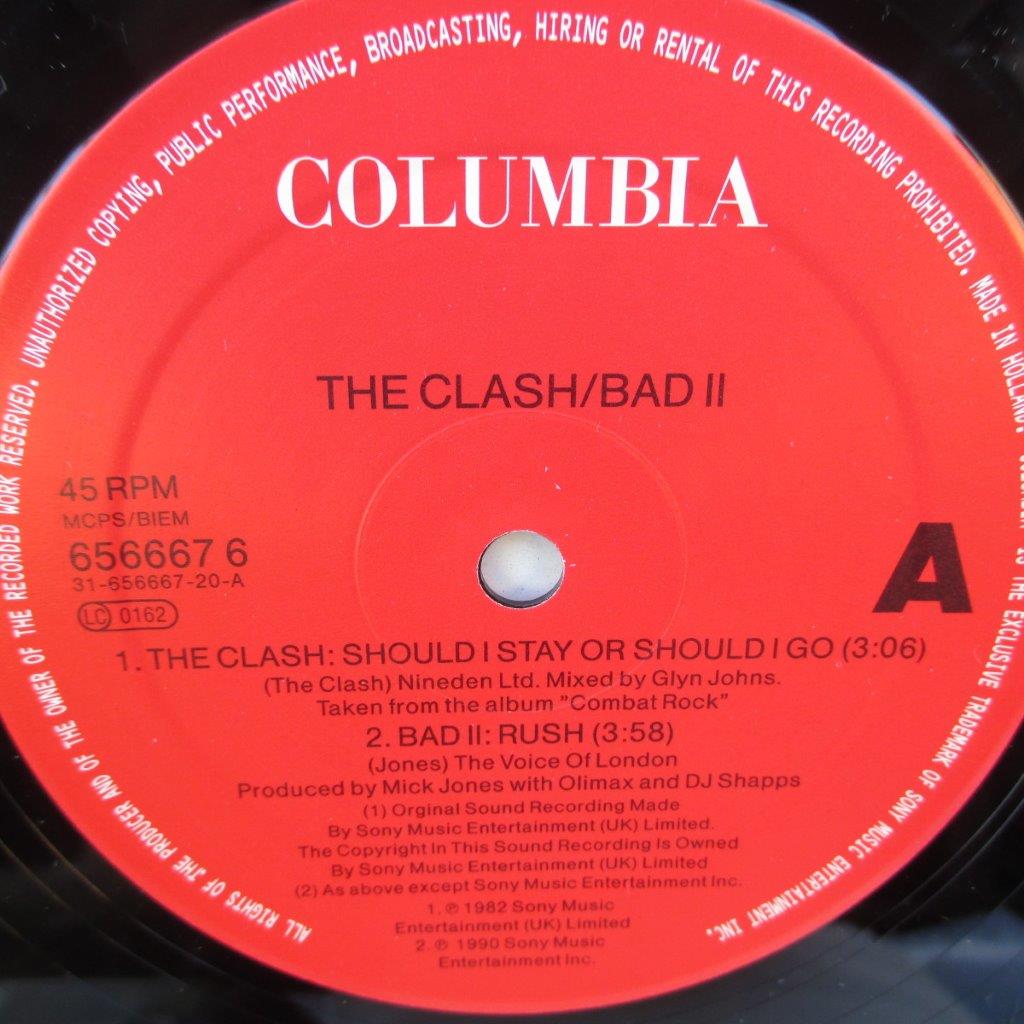 ALL RIGHTS OF THE PRODUCER AND OF THE OWNER OF THE RECORDED WORK RESERVED. UNAUTHORIZED COPYING, PUBLIC PERFORMANCE, BROADCASTING, HIRING OR RENTAL OF THIS RECORDING PROHIBITED. MADE IN HOLLAND. COLUMBIA IS THE EXCLUSIVE TRADEMARK OF SONY MUSIC ENTERTAINMENT INC.
COLUMBIA
THE CLASH/BAD II
45 RPM
MCPS/BIEM
656667 6
31-656667-20-A
LC 0162
A
1. THE CLASH: SHOULD I STAY OR SHOULD I GO (3:06)
(The Clash) Nineden Ltd. Mixed by Glyn Johns.
Taken from the album "Combat Rock"
2. BAD II: RUSH (3:58)
(Jones) The Voice Of London
Produced by Mick Jones with Olimax and DJ Shapps
(1) Orginal Sound Recording Made
By Sony Music Entertainment (UK) Limited.
The Copyright In This Sound Recording Is Owned
By Sony Music Entertainment (UK) Limited
(2) As above except Sony Music Entertainment Inc.
1. ℗ 1982 Sony Music
Entertainment (UK) Limited
2. ℗ 1990 Sony Music
Entertainment Inc.